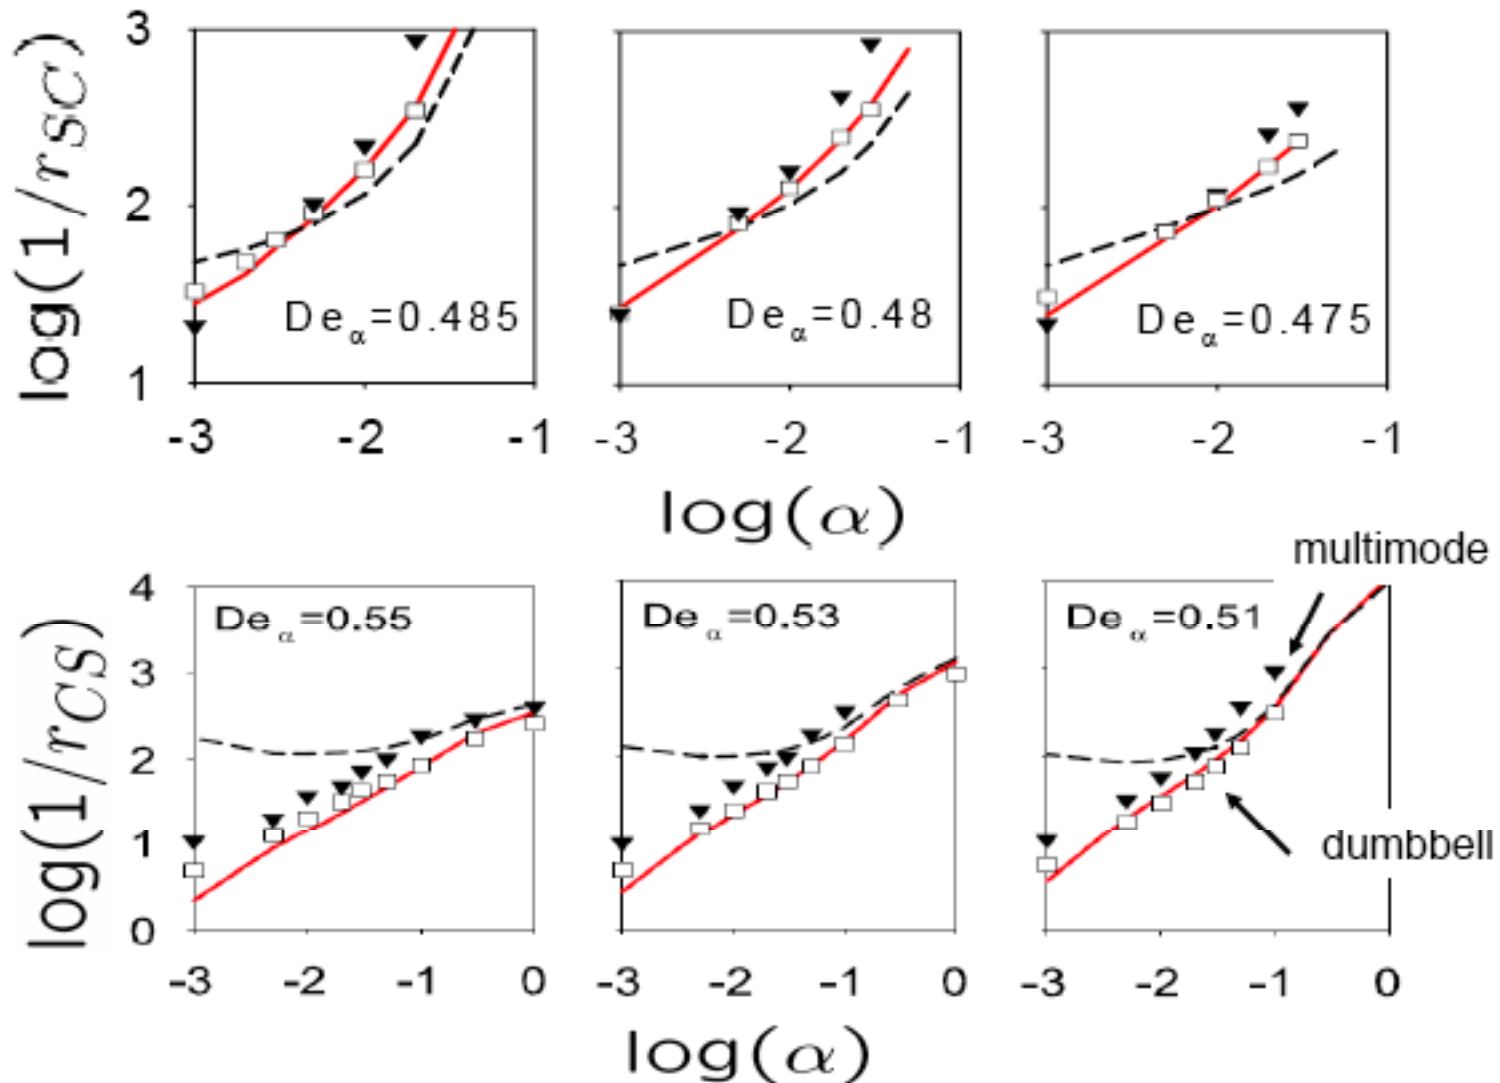 log(1/r_SC)
3
2
1
De_α=0.485
De_α=0.48
De_α=0.475
-3 -2 -1
-3 -2 -1
-3 -2 -1
log(α)
multimode
log(1/r_CS)
4
3
2
1
0
De_α=0.55
De_α=0.53
De_α=0.51
dumbbell
-3 -2 -1 0
-3 -2 -1 0
-3 -2 -1 0
log(α)